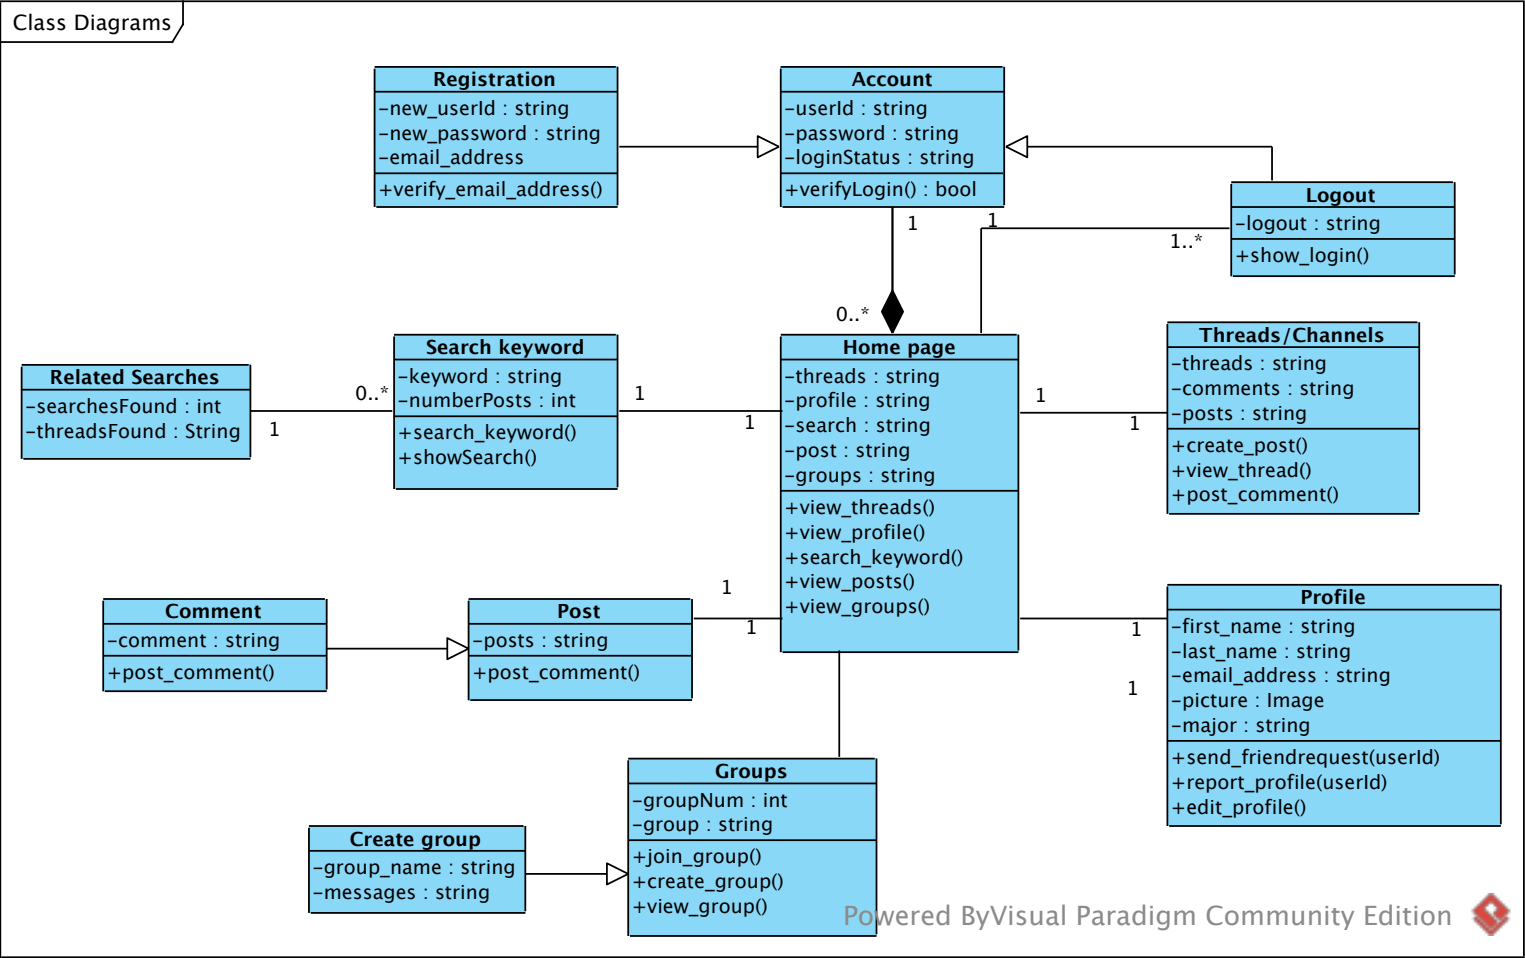 Class Diagrams
Registration
-new_userId : string
-new_password : string
-email_address
+verify_email_address()
Account
-userId : string
-password : string
-loginStatus : string
+verifyLogin() : bool
Logout
-logout : string
+show_login()
1
1
1..*
0..*
Related Searches
-searchesFound : int
-threadsFound : String
1
0..*
Search keyword
-keyword : string
-numberPosts : int
+search_keyword()
+showSearch()
1
1
Home page
-threads : string
-profile : string
-search : string
-post : string
-groups : string
+view_threads()
+view_profile()
+search_keyword()
+view_posts()
+view_groups()
1
1
Threads/Channels
-threads : string
-comments : string
-posts : string
+create_post()
+view_thread()
+post_comment()
Comment
-comment : string
+post_comment()
Post
-posts : string
+post_comment()
1
1
1
1
Profile
-first_name : string
-last_name : string
-email_address : string
-picture : Image
-major : string
+send_friendrequest(userId)
+report_profile(userId)
+edit_profile()
Create group
-group_name : string
-messages : string
Groups
-groupNum : int
-group : string
+join_group()
+create_group()
+view_group()
Powered ByVisual Paradigm Community Edition